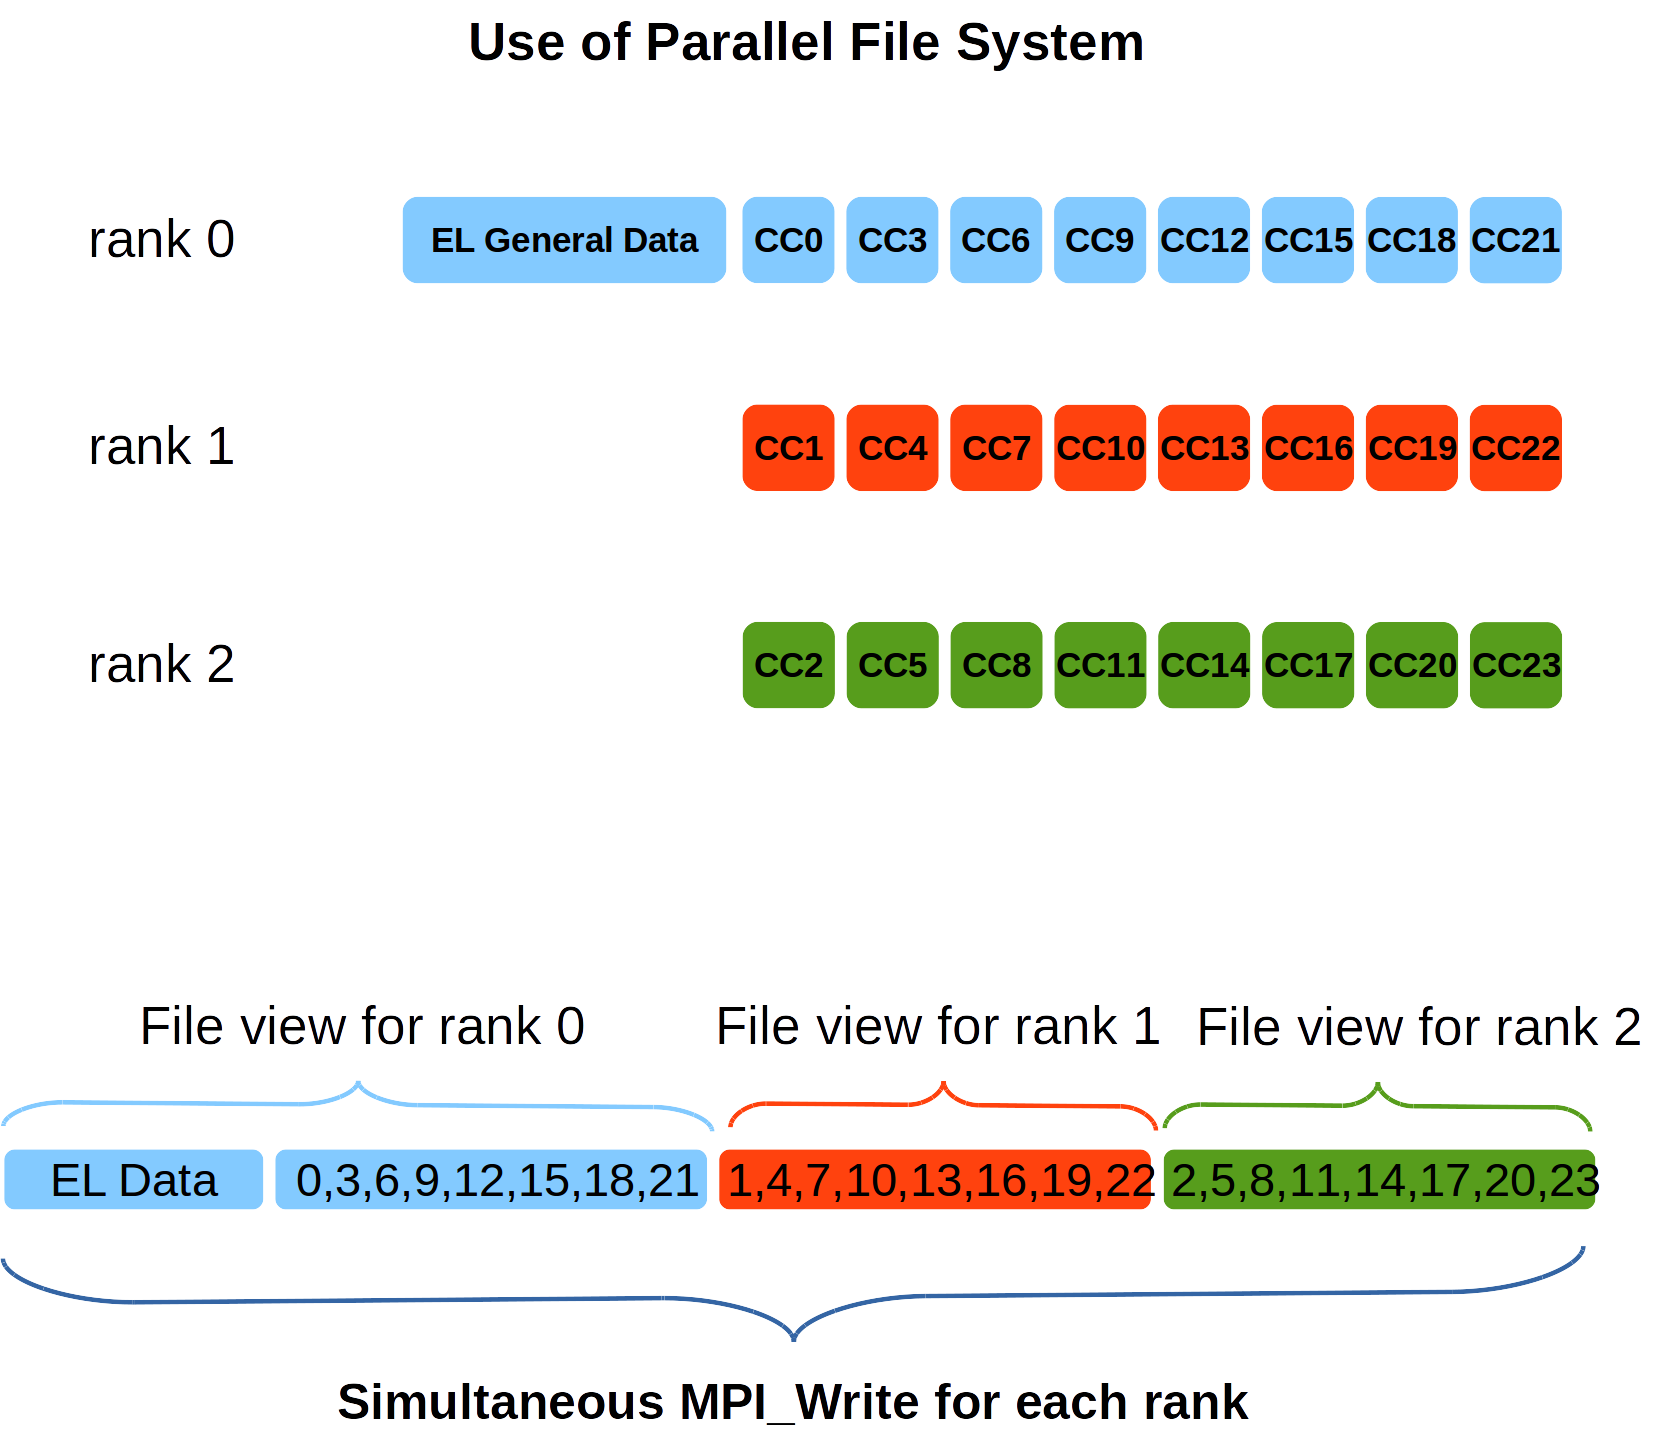 Use of Parallel File System
rank 0 EL General Data CC0 CC3 CC6 CC9 CC12 CC15 CC18 CC21
rank 1 CC1 CC4 CC7 CC10 CC13 CC16 CC19 CC22
rank 2 CC2 CC5 CC8 CC11 CC14 CC17 CC20 CC23
File view for rank 0 File view for rank 1 File view for rank 2
EL Data 0,3,6,9,12,15,18,21 1,4,7,10,13,16,19,22 2,5,8,11,14,17,20,23
Simultaneous MPI_Write for each rank